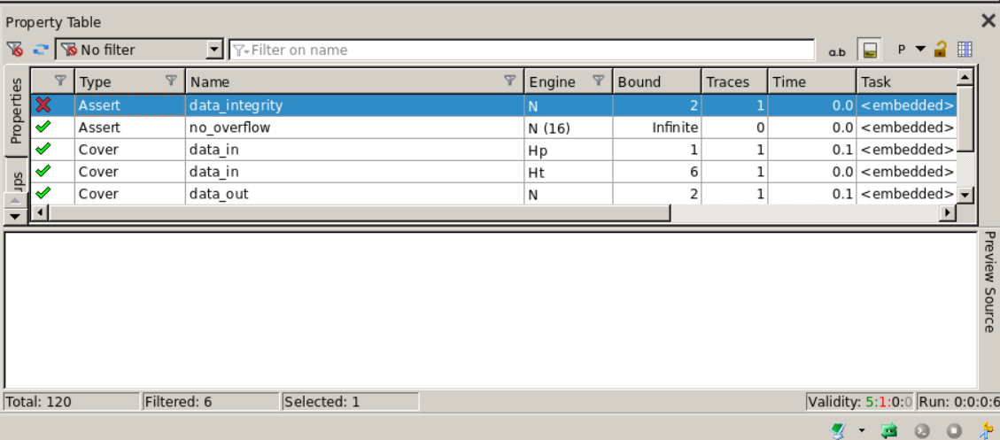 Property Table
No filter
Filter on name
a.b
P
Properties
Type Name Engine Bound Traces Time Task
Assert data_integrity N 2 1 0.0 <embedded>
Assert no_overflow N (16) Infinite 0 0.0 <embedded>
Cover data_in Hp 1 1 0.1 <embedded>
Cover data_in Ht 6 1 0.0 <embedded>
Cover data_out N 2 1 0.1 <embedded>
Preview Source
Total: 120 Filtered: 6 Selected: 1 Validity: 5:1:0:0 Run: 0:0:0:6